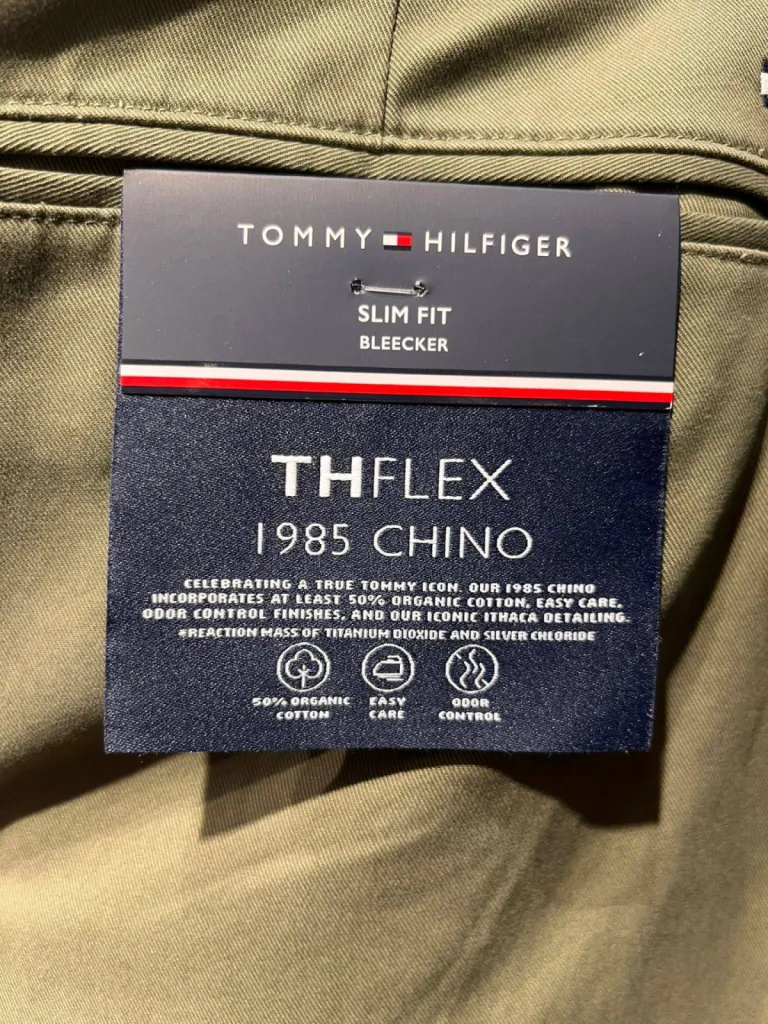 TOMMY HILFIGER
SLIM FIT
BLEECKER
THFLEX
1985 CHINO
CELEBRATING A TRUE TOMMY ICON. OUR 1985 CHINO
INCORPORATES AT LEAST 50% ORGANIC COTTON, EASY CARE,
ODOR CONTROL FINISHES, AND OUR ICONIC ITHACA DETAILING.
*REACTION MASS OF TITANIUM DIOXIDE AND SILVER CHLORIDE
50% ORGANIC COTTON
EASY CARE
ODOR CONTROL